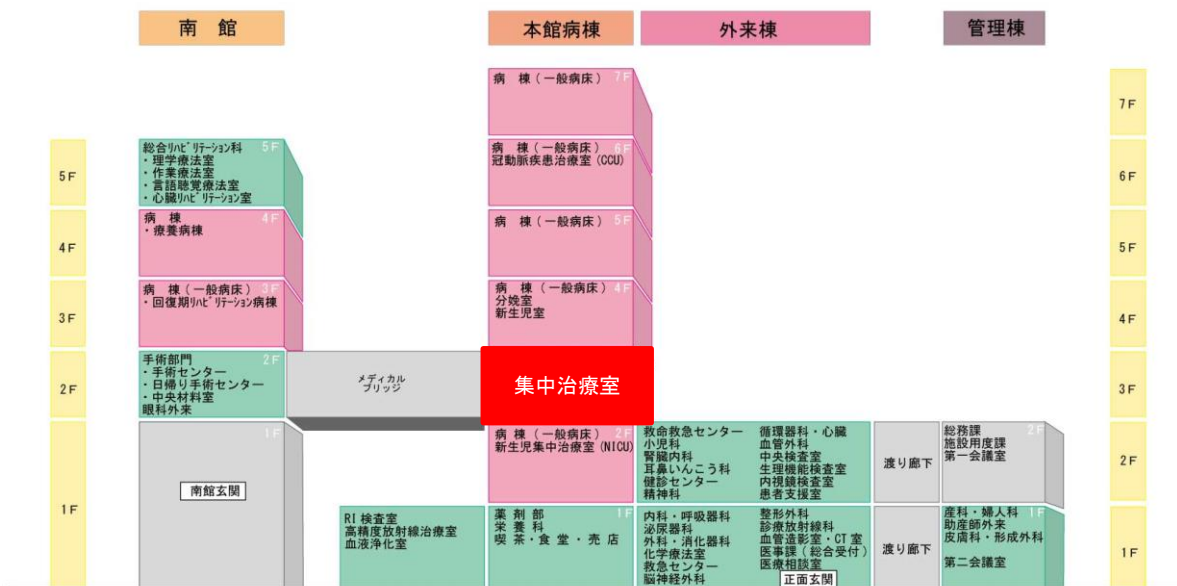 南　館
本館病棟
外来棟
管理棟
病　棟（一般病床）
7F
7F
総合ﾘﾊﾋﾞﾘﾃｰｼｮﾝ科
5F
・理学療法室
・作業療法室
・言語聴覚療法室
・心臓ﾘﾊﾋﾞﾘﾃｰｼｮﾝ室
5F
病　棟（一般病床）
6F
冠動脈疾患治療室(CCU)
6F
病　棟
4F
・療養病棟
4F
病　棟（一般病床）
5F
5F
病　棟（一般病床）
3F
・回復期ﾘﾊﾋﾞﾘﾃｰｼｮﾝ病棟
3F
病　棟（一般病床）
4F
分娩室
新生児室
4F
手術部門
2F
・手術センター
・日帰り手術センター
・中央材料室
眼科外来
2F
メディカル
ブリッジ
集中治療室
3F
1F
南館玄関
1F
病　棟（一般病床）
2F
新生児集中治療室(NICU)
救命救急センター
小児科
腎臓内科
耳鼻いんこう科
健診センター
精神科
循環器科・心臓
血管外科
中央検査室
生理機能検査室
内視鏡検査室
患者支援室
渡り廊下
総務課
2F
施設用度課
第一会議室
2F
RI検査室
高精度放射線治療室
血液浄化室
薬剤部
1F
栄養科
喫茶・食堂・売店
内科・呼吸器科
泌尿器科
外科・消化器科
化学療法室
救急センター
脳神経外科
整形外科
診療放射線科
血管造影室・CT室
医事課（総合受付）
医療相談室
正面玄関
渡り廊下
産科・婦人科
1F
助産師外来
皮膚科・形成外科
第二会議室
1F